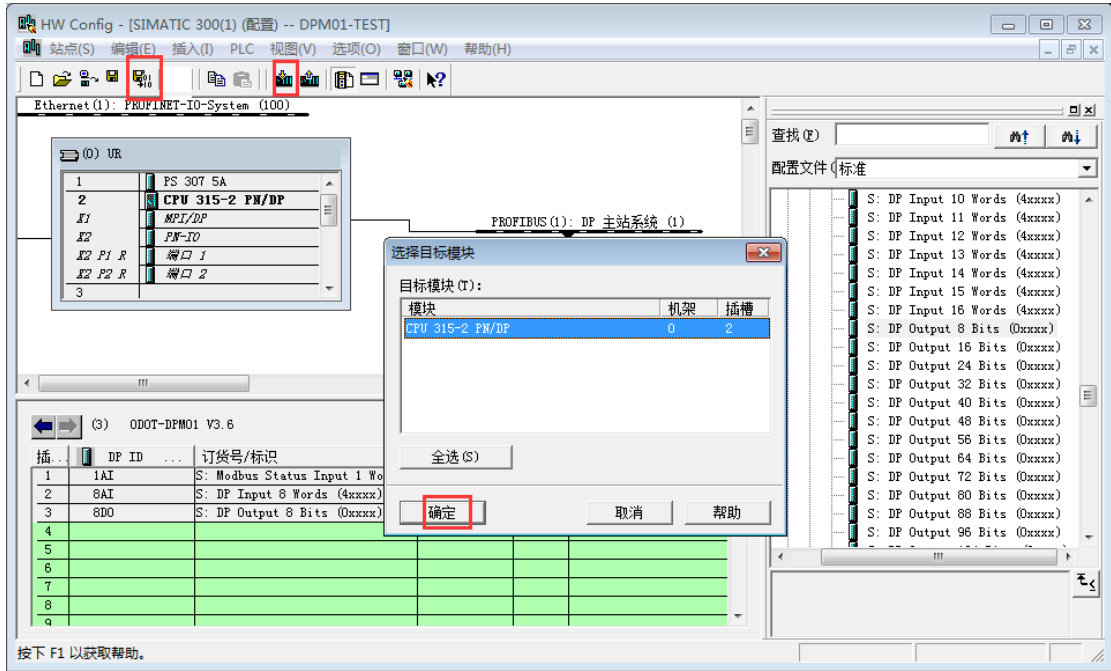 HW Config - [SIMATIC 300(1) (配置) -- DPM01-TEST]
站点(S) 编辑(E) 插入(I) PLC 视图(V) 选项(O) 窗口(W) 帮助(H)
Ethernet(1): PROFINET-IO-System (100)
(0) UR
1 PS 307 5A
2 CPU 315-2 PN/DP
X1 MPI/DP
X2 PN-IO
X2 P1 R 端口 1
X2 P2 R 端口 2
3
PROFIBUS(1): DP 主站系统 (1)
选择目标模块
目标模块(T):
模块 机架 插槽
CPU 315-2 PN/DP 0 2
全选(S)
确定 取消 帮助
(3) ODOT-DPM01 V3.6
插... DP ID ... 订货号/标识
1 1AI S: Modbus Status Input 1 Wo
2 8AI S: DP Input 8 Words (4xxxx)
3 8DO S: DP Output 8 Bits (0xxxx)
4
5
6
7
8
9
查找(F)
配置文件( 标准
S: DP Input 10 Words (4xxxx)
S: DP Input 11 Words (4xxxx)
S: DP Input 12 Words (4xxxx)
S: DP Input 13 Words (4xxxx)
S: DP Input 14 Words (4xxxx)
S: DP Input 15 Words (4xxxx)
S: DP Input 16 Words (4xxxx)
S: DP Output 8 Bits (0xxxx)
S: DP Output 16 Bits (0xxxx)
S: DP Output 24 Bits (0xxxx)
S: DP Output 32 Bits (0xxxx)
S: DP Output 40 Bits (0xxxx)
S: DP Output 48 Bits (0xxxx)
S: DP Output 56 Bits (0xxxx)
S: DP Output 64 Bits (0xxxx)
S: DP Output 72 Bits (0xxxx)
S: DP Output 80 Bits (0xxxx)
S: DP Output 88 Bits (0xxxx)
S: DP Output 96 Bits (0xxxx)
按下 F1 以获取帮助。